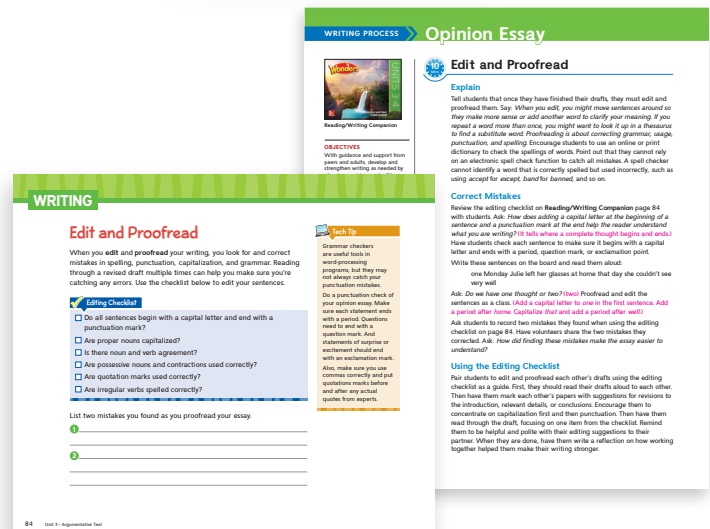 WRITING PROCESS
Opinion Essay
Wonders
UNITS 3-4
Reading/Writing Companion
OBJECTIVES
With guidance and support from
peers and adults, develop and
strengthen writing as needed by
10
Edit and Proofread
Explain
Tell students that once they have finished their drafts, they must edit and
proofread them. Say: When you edit, you might move sentences around so
they make more sense or add another word to clarify your meaning. If you
repeat a word more than once, you might want to look it up in a thesaurus
to find a substitute word. Proofreading is about correcting grammar, usage,
punctuation, and spelling. Encourage students to use an online or print
dictionary to check the spellings of words. Point out that they cannot rely
on an electronic spell check function to catch all mistakes. A spell checker
cannot identify a word that is correctly spelled but used incorrectly, such as
using accept for except, band for banned, and so on.
Correct Mistakes
Review the editing checklist on Reading/Writing Companion page 84
with students. Ask: How does adding a capital letter at the beginning of a
sentence and a punctuation mark at the end help the reader understand
what you are writing? (It tells where a complete thought begins and ends.)
Have students check each sentence to make sure it begins with a capital
letter and ends with a period, question mark, or exclamation point.
Write these sentences on the board and read them aloud:
one Monday Julie left her glasses at home that day she couldn't see
very well
Ask: Do we have one thought or two? (two) Proofread and edit the
sentences as a class. (Add a capital letter to one in the first sentence. Add
a period after home. Capitalize that and add a period after well.)
Ask students to record two mistakes they found when using the editing
checklist on page 84. Have volunteers share the two mistakes they
corrected. Ask: How did finding these mistakes make the essay easier to
understand?
Using the Editing Checklist
Pair students to edit and proofread each other's drafts using the editing
checklist as a guide. First, they should read their drafts aloud to each other.
Then have them mark each other's papers with suggestions for revisions to
the introduction, relevant details, or conclusions. Encourage them to
concentrate on capitalization first and then punctuation. Then have them
read through the draft, focusing on one item from the checklist. Remind
them to be helpful and polite with their editing suggestions to their
partner. When they are done, have them write a reflection on how working
together helped them make their writing stronger.
WRITING
Edit and Proofread
When you edit and proofread your writing, you look for and correct
mistakes in spelling, punctuation, capitalization, and grammar. Reading
through a revised draft multiple times can help you make sure you're
catching any errors. Use the checklist below to edit your sentences.
Editing Checklist
Do all sentences begin with a capital letter and end with a
punctuation mark?
Are proper nouns capitalized?
Is there noun and verb agreement?
Are possessive nouns and contractions used correctly?
Are quotation marks used correctly?
Are irregular verbs spelled correctly?
List two mistakes you found as you proofread your essay.
1
2
Tech Tip
Grammar checkers
are useful tools in
word-processing
programs, but they may
not always catch your
punctuation mistakes.
Do a punctuation check of
your opinion essay. Make
sure each statement ends
with a period. Questions
need to end with a
question mark. And
statements of surprise or
excitement should end
with an exclamation mark.
Also, make sure you use
commas correctly and put
quotations marks before
and after any actual
quotes from experts.
84 Unit 3 • Argumentative Text